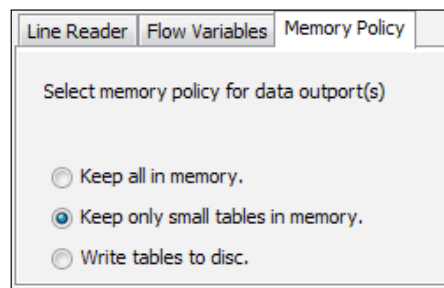 Line Reader Flow Variables Memory Policy
Select memory policy for data outport(s)
Keep all in memory.
Keep only small tables in memory.
Write tables to disc.